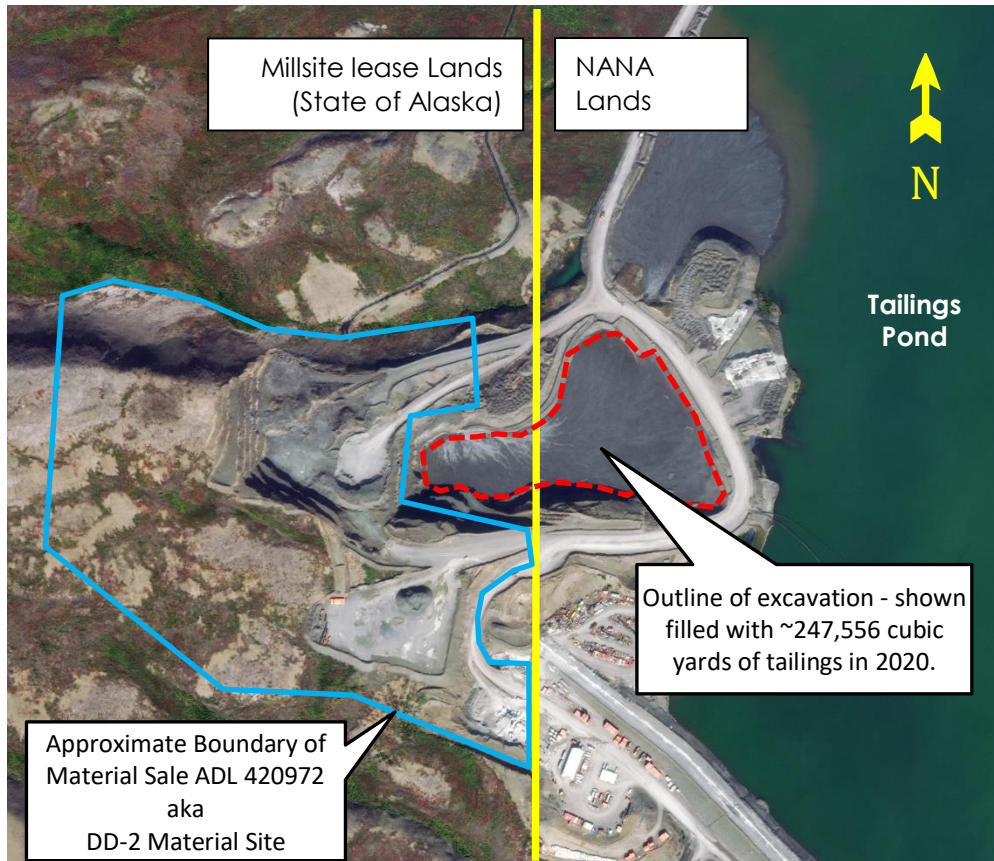 Millsite lease Lands
(State of Alaska)
NANA
Lands
N
Tailings
Pond
Outline of excavation - shown
filled with ~247,556 cubic
yards of tailings in 2020.
Approximate Boundary of
Material Sale ADL 420972
aka
DD-2 Material Site